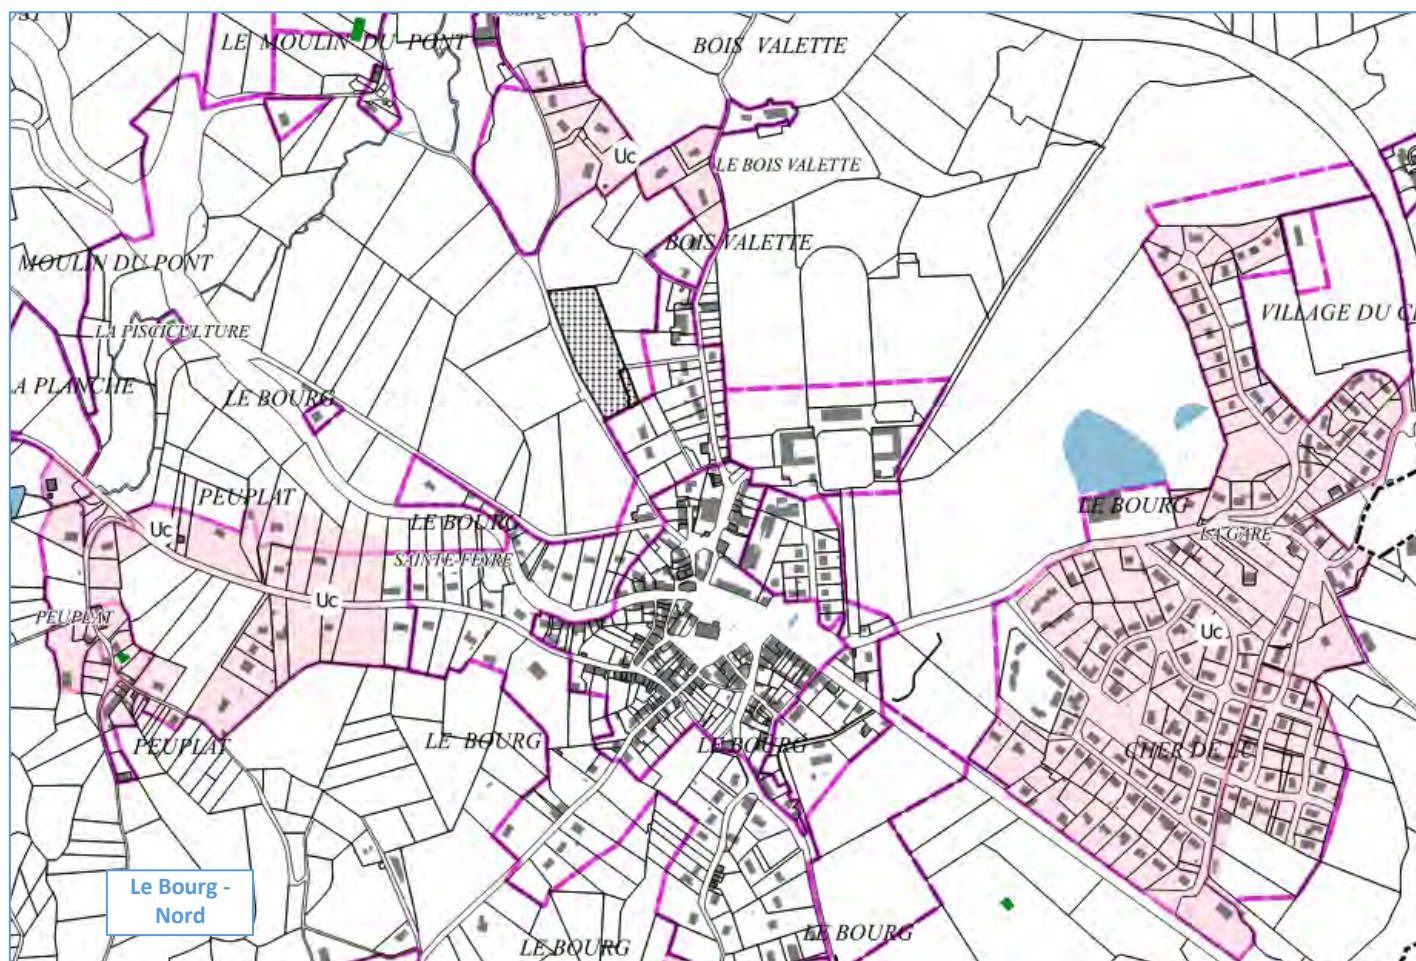 LE MOULIN DU PONT
BOIS VALETTE
Uc
LE BOIS VALETTE
BOIS VALETTE
MOULIN DU PONT
LA PISCICULTURE
VILLAGE DU
LE BOURG
PLANCHE
PEUPLAT
LE BOURG
LE BOURG
Uc
SAINTE-FEYRE
LA GARE
Uc
PEUPLAT
Uc
PEUPLAT
LE BOURG
LE BOURG
CHER DE
Le Bourg -
Nord
LE BOURG
LE BOURG